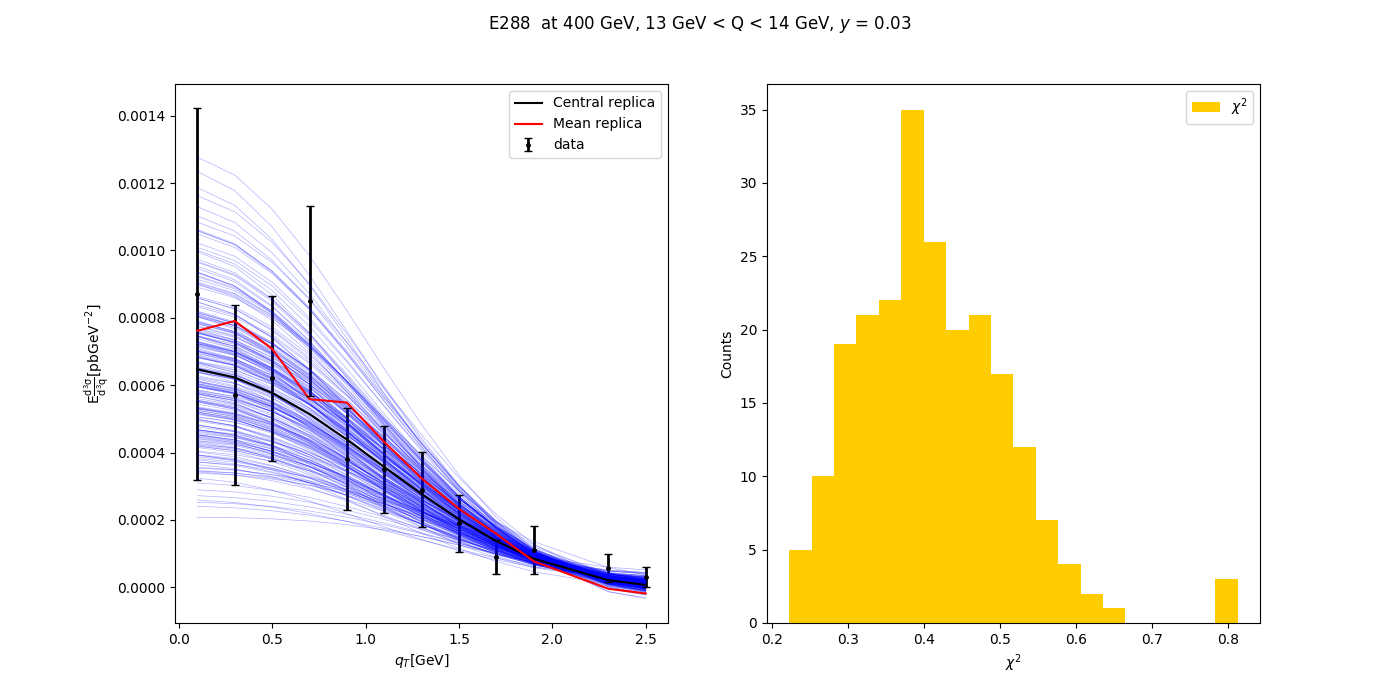 E288  at 400 GeV, 13 GeV < Q < 14 GeV, y = 0.03
Central replica
Mean replica
data
0.0014
0.0012
0.0010
0.0008
0.0006
0.0004
0.0002
0.0000
E d³σ/d³q [pbGeV⁻²]
0.0 0.5 1.0 1.5 2.0 2.5
q_T[GeV]
χ²
35
30
25
20
15
10
5
0
Counts
0.2 0.3 0.4 0.5 0.6 0.7 0.8
χ²